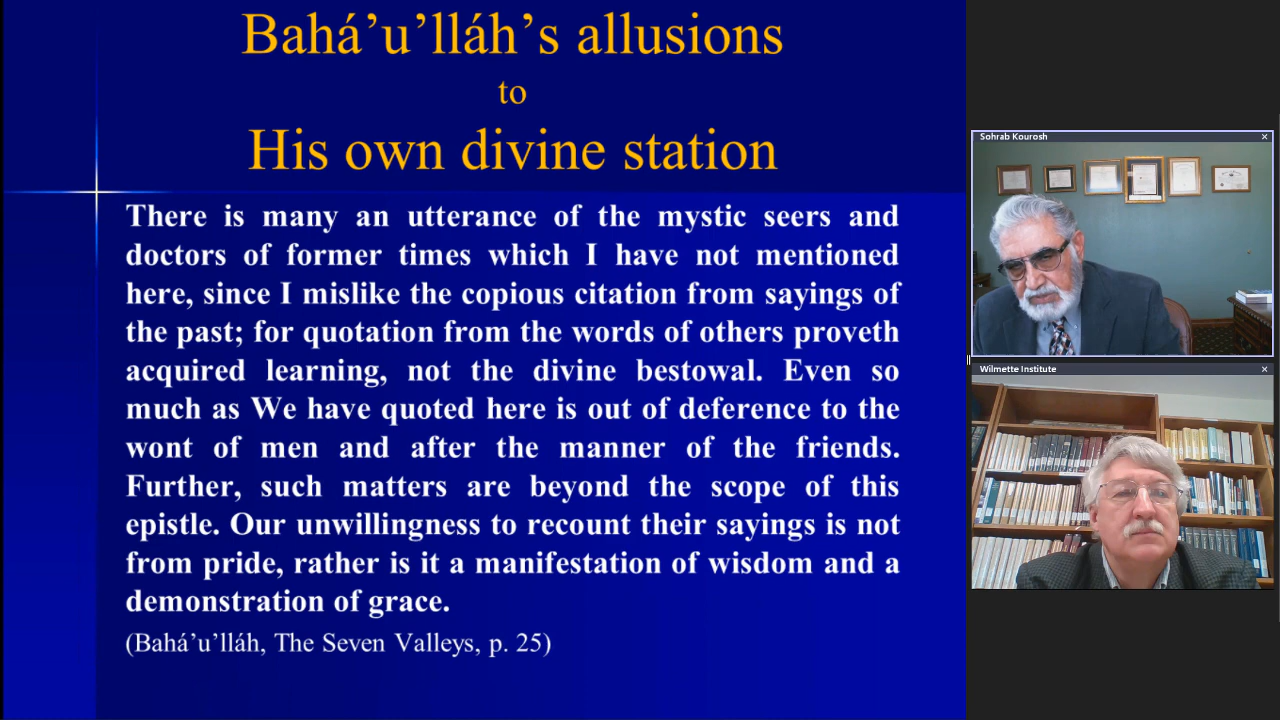 Bahá’u’lláh’s allusions
to
His own divine station
There is many an utterance of the mystic seers and
doctors of former times which I have not mentioned
here, since I mislike the copious citation from sayings of
the past; for quotation from the words of others proveth
acquired learning, not the divine bestowal. Even so
much as We have quoted here is out of deference to the
wont of men and after the manner of the friends.
Further, such matters are beyond the scope of this
epistle. Our unwillingness to recount their sayings is not
from pride, rather is it a manifestation of wisdom and a
demonstration of grace.
(Bahá’u’lláh, The Seven Valleys, p. 25)
Sohrab Kourosh
Wilmette Institute